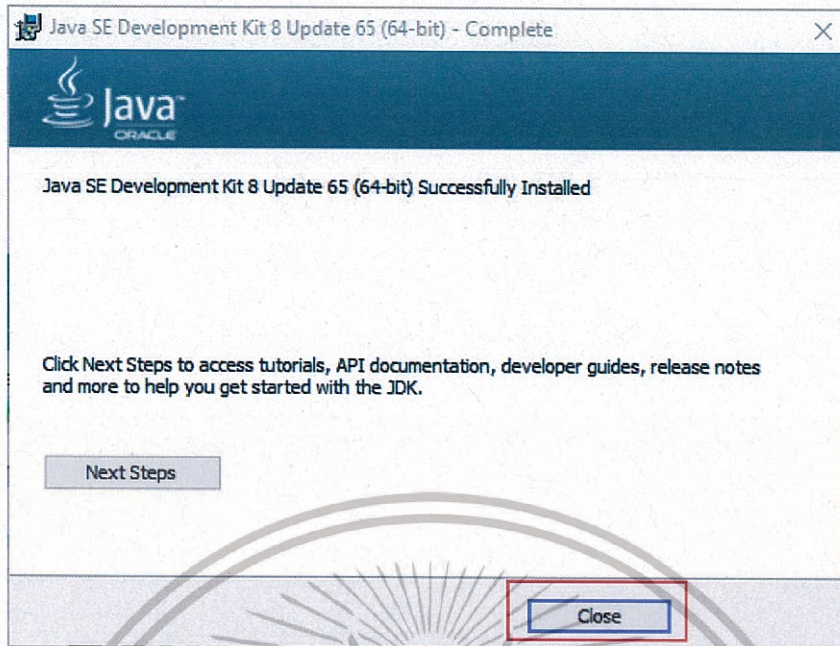 Java SE Development Kit 8 Update 65 (64-bit) - Complete
Java™
ORACLE
Java SE Development Kit 8 Update 65 (64-bit) Successfully Installed
Click Next Steps to access tutorials, API documentation, developer guides, release notes
and more to help you get started with the JDK.
Next Steps
Close